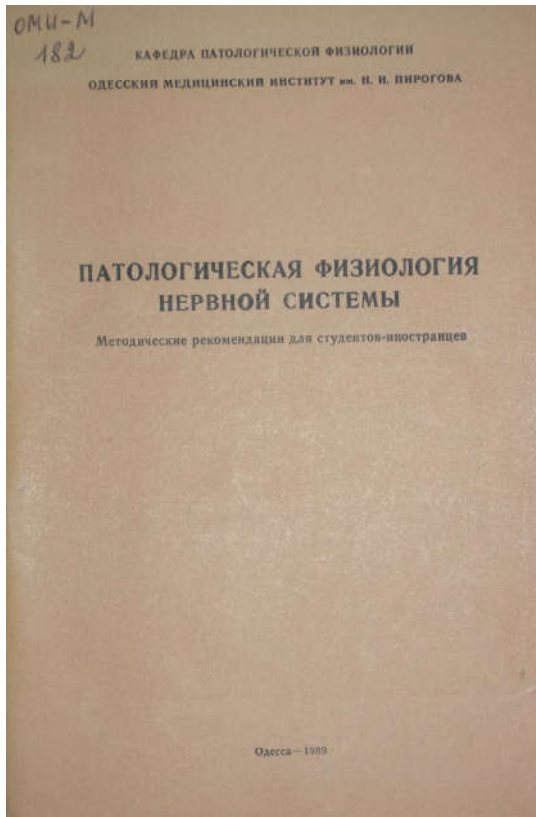 ОМИ-М
182
КАФЕДРА ПАТОЛОГИЧЕСКОЙ ФИЗИОЛОГИИ
ОДЕССКИЙ МЕДИЦИНСКИЙ ИНСТИТУТ им. Н. И. ПИРОГОВА
ПАТОЛОГИЧЕСКАЯ ФИЗИОЛОГИЯ
НЕРВНОЙ СИСТЕМЫ
Методические рекомендации для студентов-иностранцев
Одесса—1989